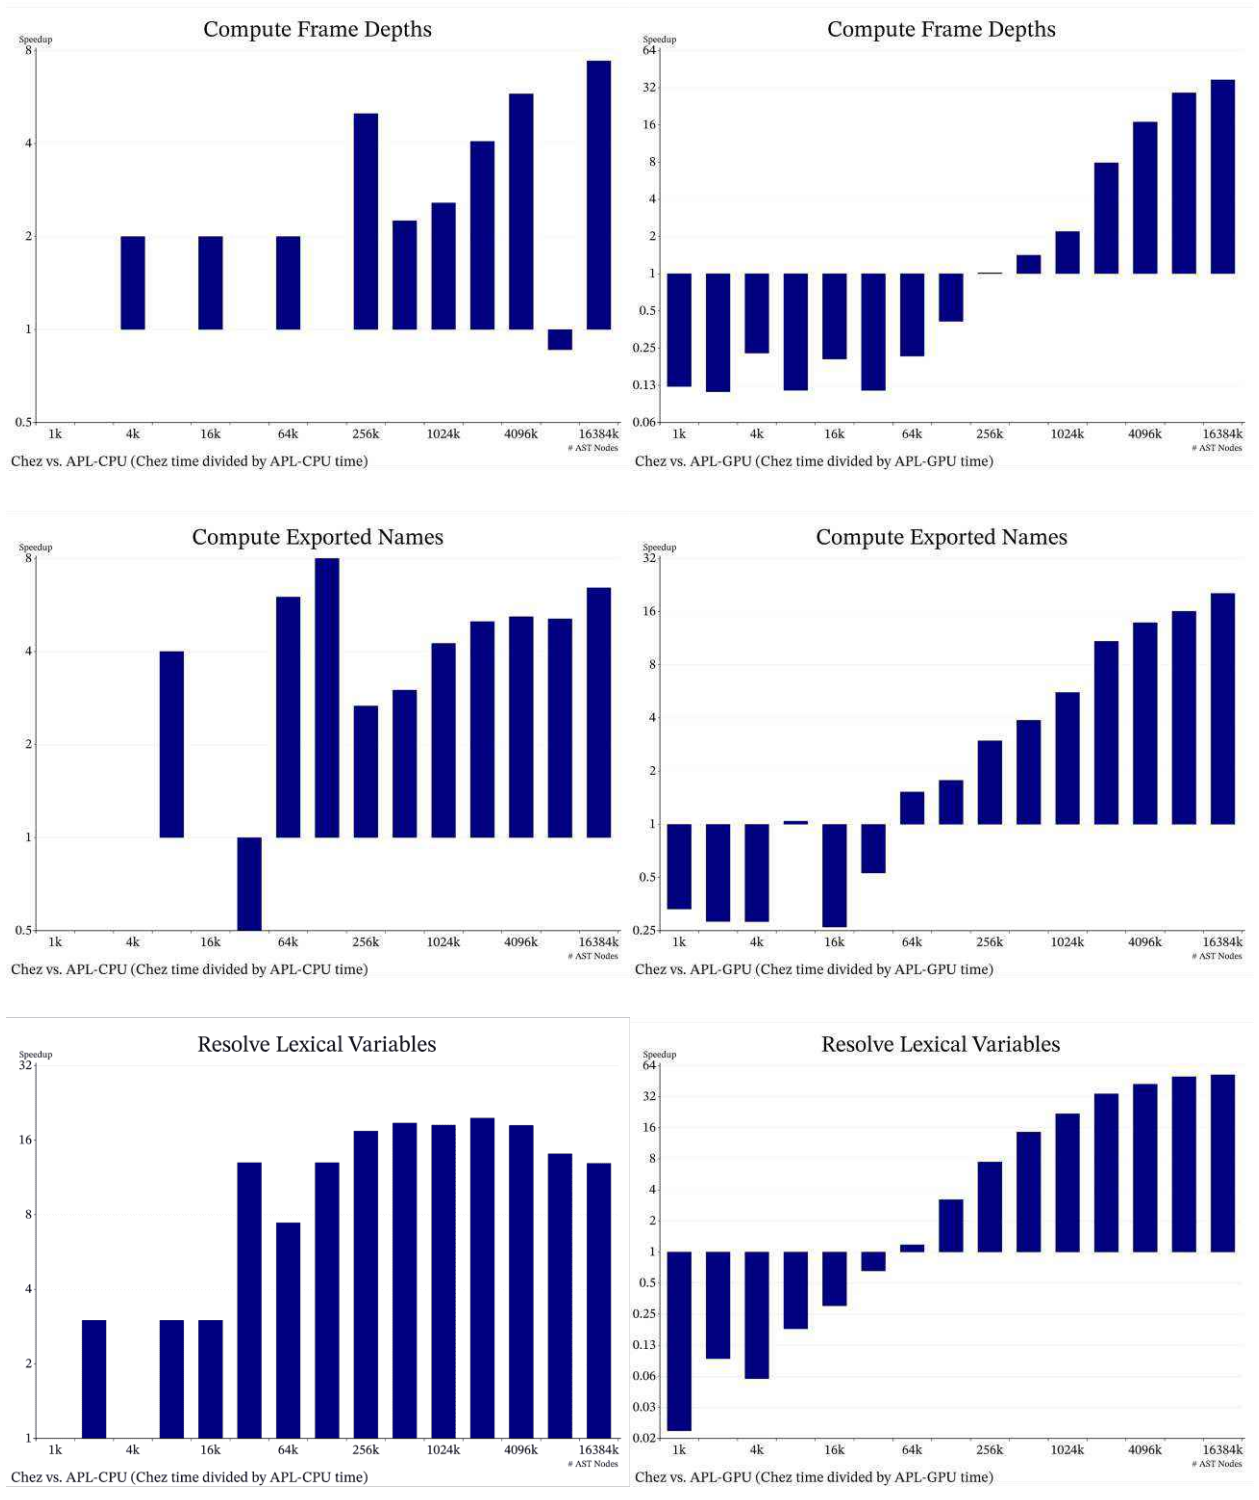 Compute Frame Depths
Speedup
8
4
2
1
0.5
1k 4k 16k 64k 256k 1024k 4096k 16384k
# AST Nodes
Chez vs. APL-CPU (Chez time divided by APL-CPU time)
Compute Frame Depths
Speedup
64
32
16
8
4
2
1
0.5
0.25
0.13
0.06
1k 4k 16k 64k 256k 1024k 4096k 16384k
# AST Nodes
Chez vs. APL-GPU (Chez time divided by APL-GPU time)
Compute Exported Names
Speedup
8
4
2
1
0.5
1k 4k 16k 64k 256k 1024k 4096k 16384k
# AST Nodes
Chez vs. APL-CPU (Chez time divided by APL-CPU time)
Compute Exported Names
Speedup
32
16
8
4
2
1
0.5
0.25
1k 4k 16k 64k 256k 1024k 4096k 16384k
# AST Nodes
Chez vs. APL-GPU (Chez time divided by APL-GPU time)
Resolve Lexical Variables
Speedup
32
16
8
4
2
1
1k 4k 16k 64k 256k 1024k 4096k 16384k
# AST Nodes
Chez vs. APL-CPU (Chez time divided by APL-CPU time)
Resolve Lexical Variables
Speedup
64
32
16
8
4
2
1
0.5
0.25
0.13
0.06
0.03
0.02
1k 4k 16k 64k 256k 1024k 4096k 16384k
# AST Nodes
Chez vs. APL-GPU (Chez time divided by APL-GPU time)